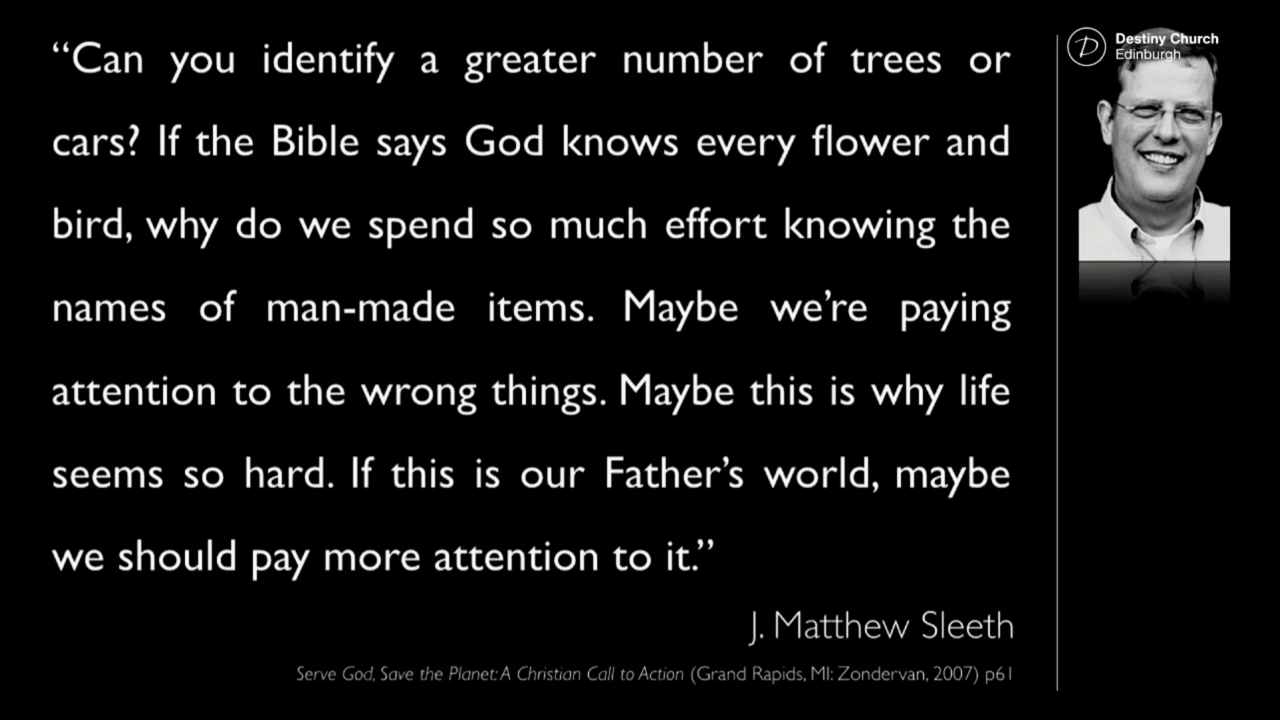 “Can you identify a greater number of trees or
cars? If the Bible says God knows every flower and
bird, why do we spend so much effort knowing the
names of man-made items. Maybe we’re paying
attention to the wrong things. Maybe this is why life
seems so hard. If this is our Father’s world, maybe
we should pay more attention to it.”
J. Matthew Sleeth
Serve God, Save the Planet: A Christian Call to Action (Grand Rapids, MI: Zondervan, 2007) p61
Destiny Church
Edinburgh